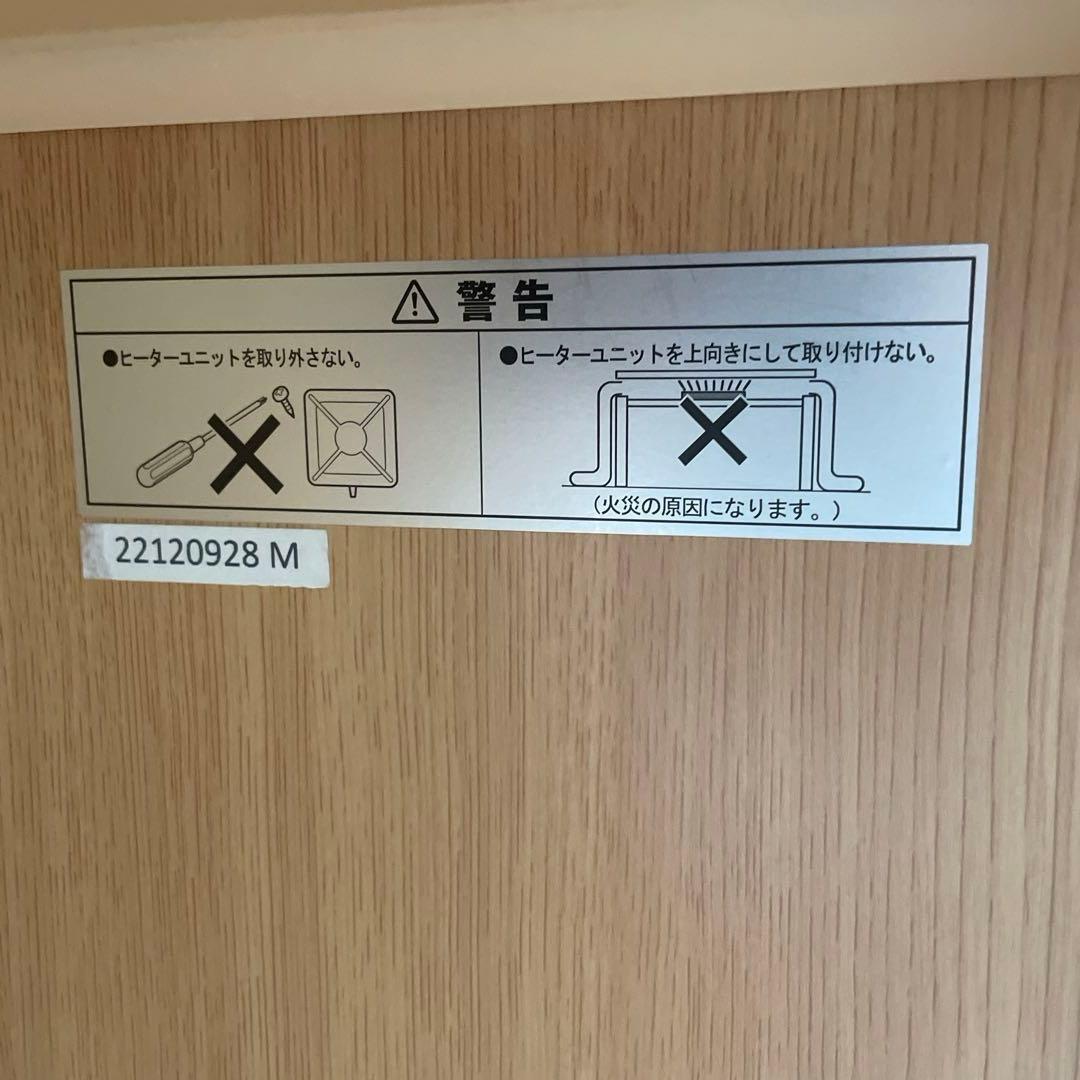 警告
●ヒーターユニットを取り外さない。
●ヒーターユニットを上向きにして取り付けない。
(火災の原因になります。)
22120928 M